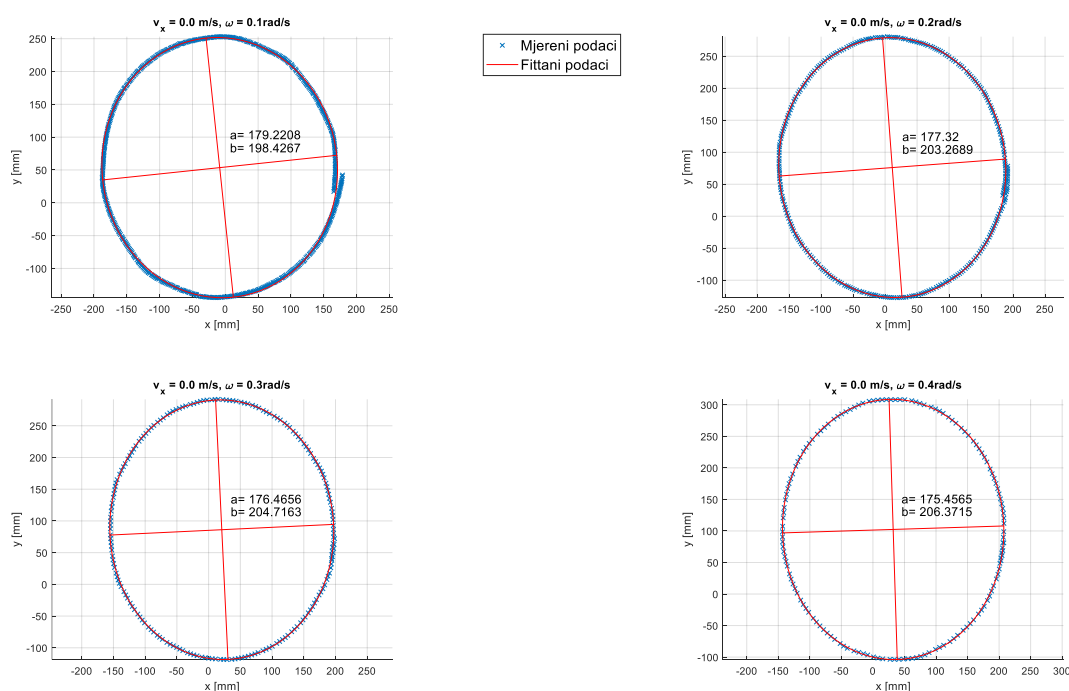 v_x = 0.0 m/s, ω = 0.1rad/s
250
200
150
100
50
0
-50
-100
y [mm]
a= 179.2208
b= 198.4267
-250 -200 -150 -100 -50 0 50 100 150 200 250
x [mm]
Mjereni podaci
Fittani podaci
v_x = 0.0 m/s, ω = 0.2rad/s
250
200
150
100
50
0
-50
-100
y [mm]
a= 177.32
b= 203.2689
-250 -200 -150 -100 -50 0 50 100 150 200 250
x [mm]
v_x = 0.0 m/s, ω = 0.3rad/s
250
200
150
100
50
0
-50
-100
y [mm]
a= 176.4656
b= 204.7163
-200 -150 -100 -50 0 50 100 150 200 250
x [mm]
v_x = 0.0 m/s, ω = 0.4rad/s
300
250
200
150
100
50
0
-50
-100
y [mm]
a= 175.4565
b= 206.3715
-200 -150 -100 -50 0 50 100 150 200 250 300
x [mm]